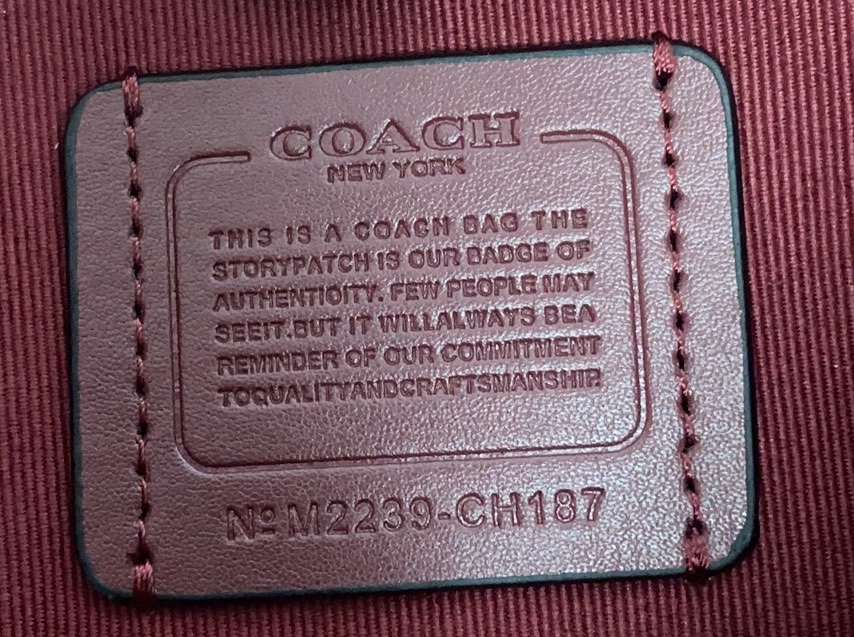 COACH
NEW YORK
THIS IS A COACH BAG THE
STORYPATCH IS OUR BADGE OF
AUTHENTIOITY. FEW PEOPLE MAY
SEEIT.BUT IT WILLALWAYS BEA
REMINDER OF OUR COMMITMENT
TOQUALITYANDCRAFTSMANSHIP.
Nº M2239-CH187